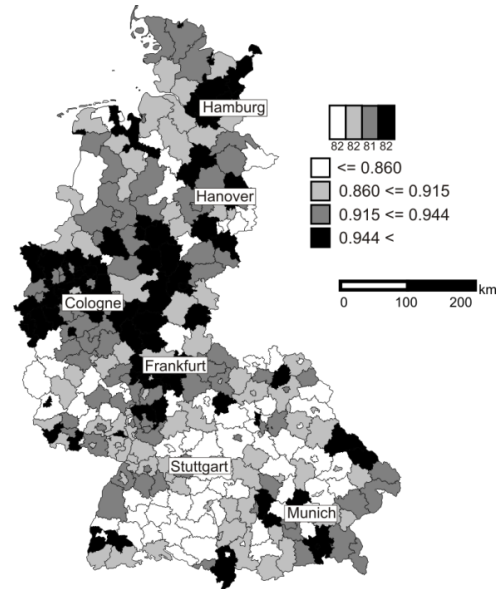 Hamburg
82 82 81 82
<= 0.860
Hanover
0.860 <= 0.915
0.915 <= 0.944
0.944 <
km
Cologne
0 100 200
Frankfurt
Stuttgart
Munich